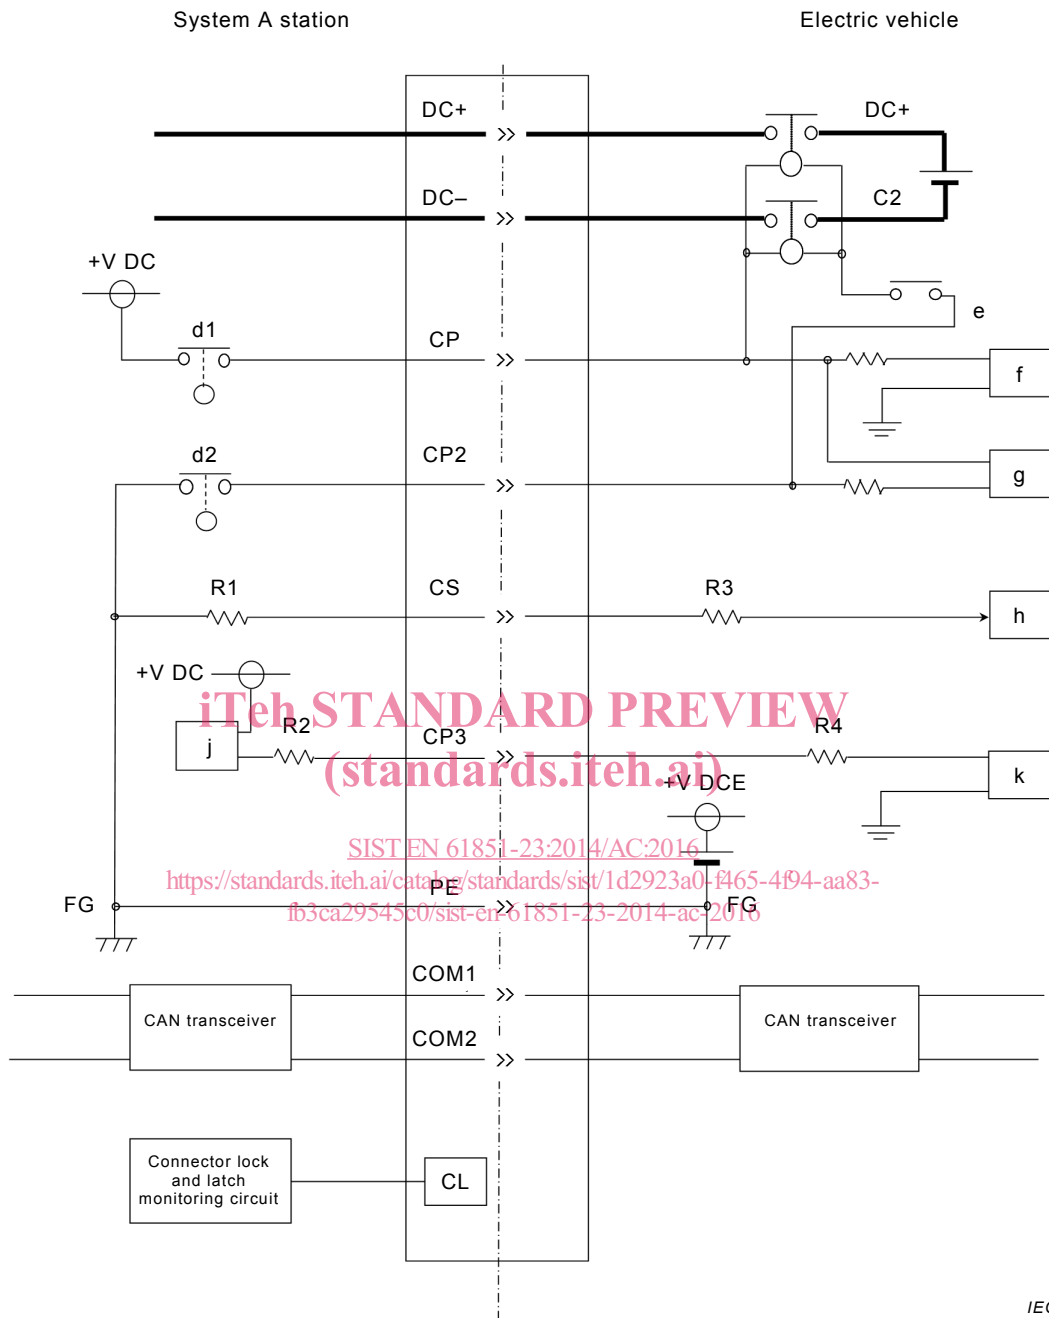 System A station
Electric vehicle
DC+
DC+
DC–
C2
+V DC
d1
CP
e
f
d2
CP2
g
R1
CS
R3
h
+V DC
iTeh STANDARD PREVIEW
j
R2
CP3
R4
(standards.iteh.ai)
k
+V DCE
SIST EN 61851-23:2014/AC:2016
https://standards.iteh.ai/catalog/standards/sist/1d2923a0-f465-4f94-aa83-
PE
FG
fb3ca29545c0/sist-en-61851-23-2014-ac-2016
FG
COM1
CAN transceiver
CAN transceiver
COM2
Connector lock
and latch
monitoring circuit
CL
IEC